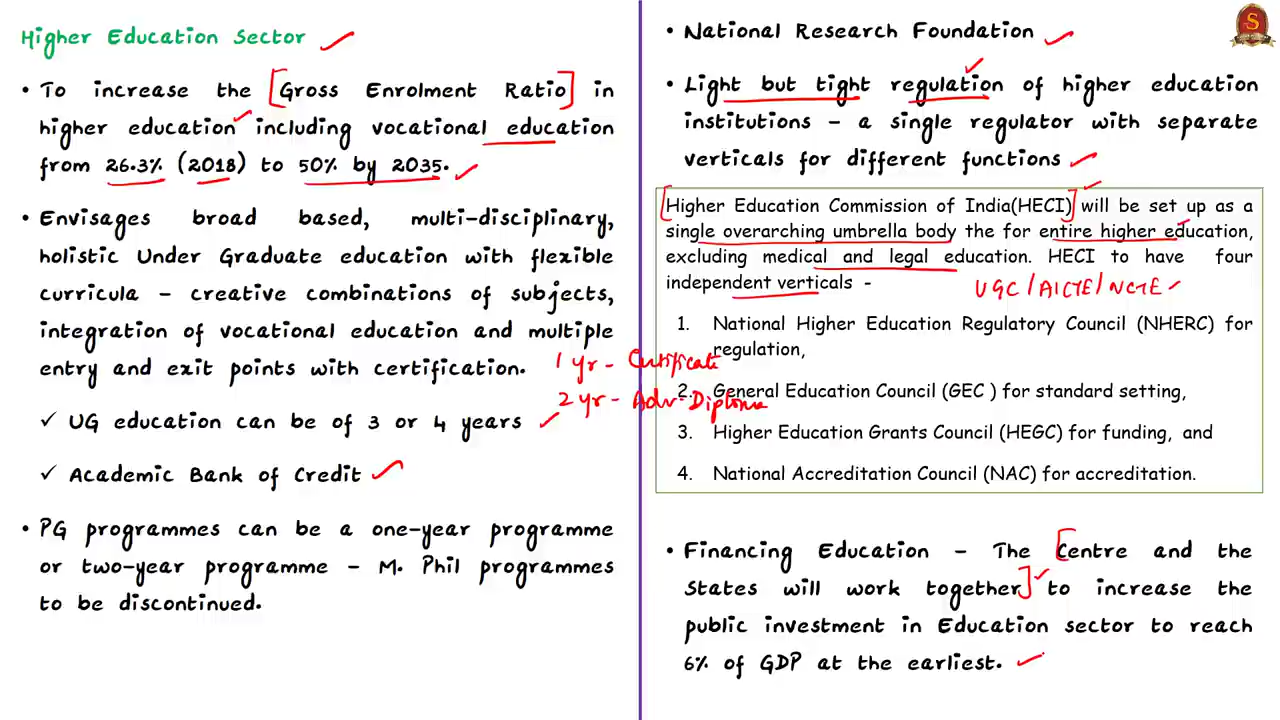 Higher Education Sector
• To increase the [Gross Enrolment Ratio] in
higher education including vocational education
from 26.3% (2018) to 50% by 2035.
• Envisages broad based, multi-disciplinary,
holistic Under Graduate education with flexible
curricula – creative combinations of subjects,
integration of vocational education and multiple
entry and exit points with certification.
1 yr - Certificate
2 yr - Adv. Diploma
✓ UG education can be of 3 or 4 years
✓ Academic Bank of Credit
• PG programmes can be a one-year programme
or two-year programme – M. Phil programmes
to be discontinued.
• National Research Foundation
• Light but tight regulation of higher education
institutions – a single regulator with separate
verticals for different functions
[Higher Education Commission of India(HECI)] will be set up as a
single overarching umbrella body the for entire higher education,
excluding medical and legal education. HECI to have four
independent verticals -
UGC/AICTE/NCTE
1. National Higher Education Regulatory Council (NHERC) for
regulation,
2. General Education Council (GEC ) for standard setting,
3. Higher Education Grants Council (HEGC) for funding, and
4. National Accreditation Council (NAC) for accreditation.
• Financing Education – The [Centre and the
States will work together] to increase the
public investment in Education sector to reach
6% of GDP at the earliest.
S